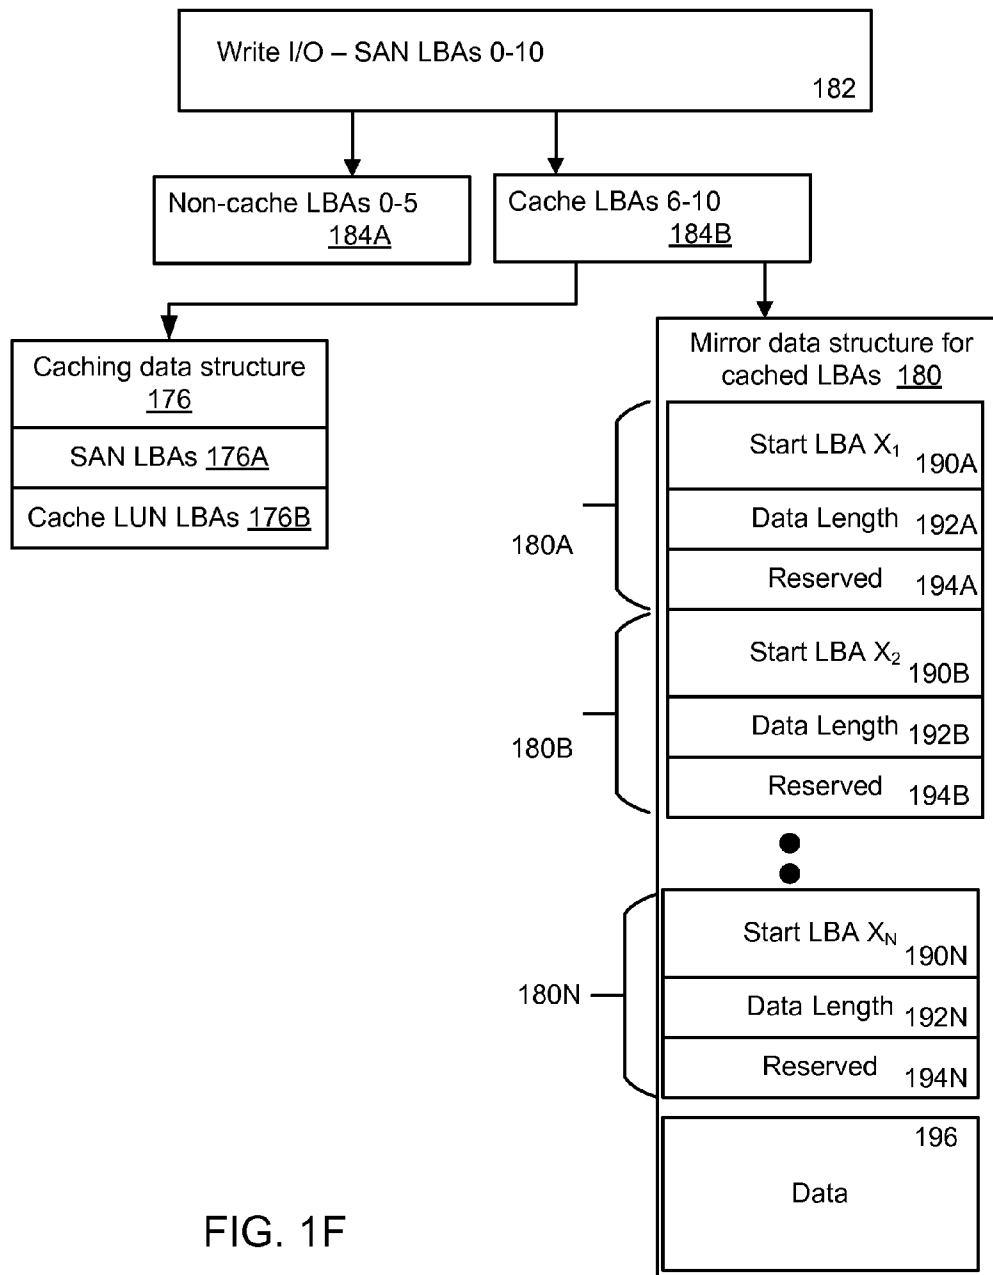 Write I/O – SAN LBAs 0-10
182
Non-cache LBAs 0-5
184A
Cache LBAs 6-10
184B
Caching data structure
176
SAN LBAs 176A
Cache LUN LBAs 176B
Mirror data structure for
cached LBAs 180
180A
Start LBA X₁
190A
Data Length 192A
Reserved 194A
180B
Start LBA X₂
190B
Data Length 192B
Reserved 194B
180N
Start LBA X_N
190N
Data Length 192N
Reserved 194N
196
Data
FIG. 1F